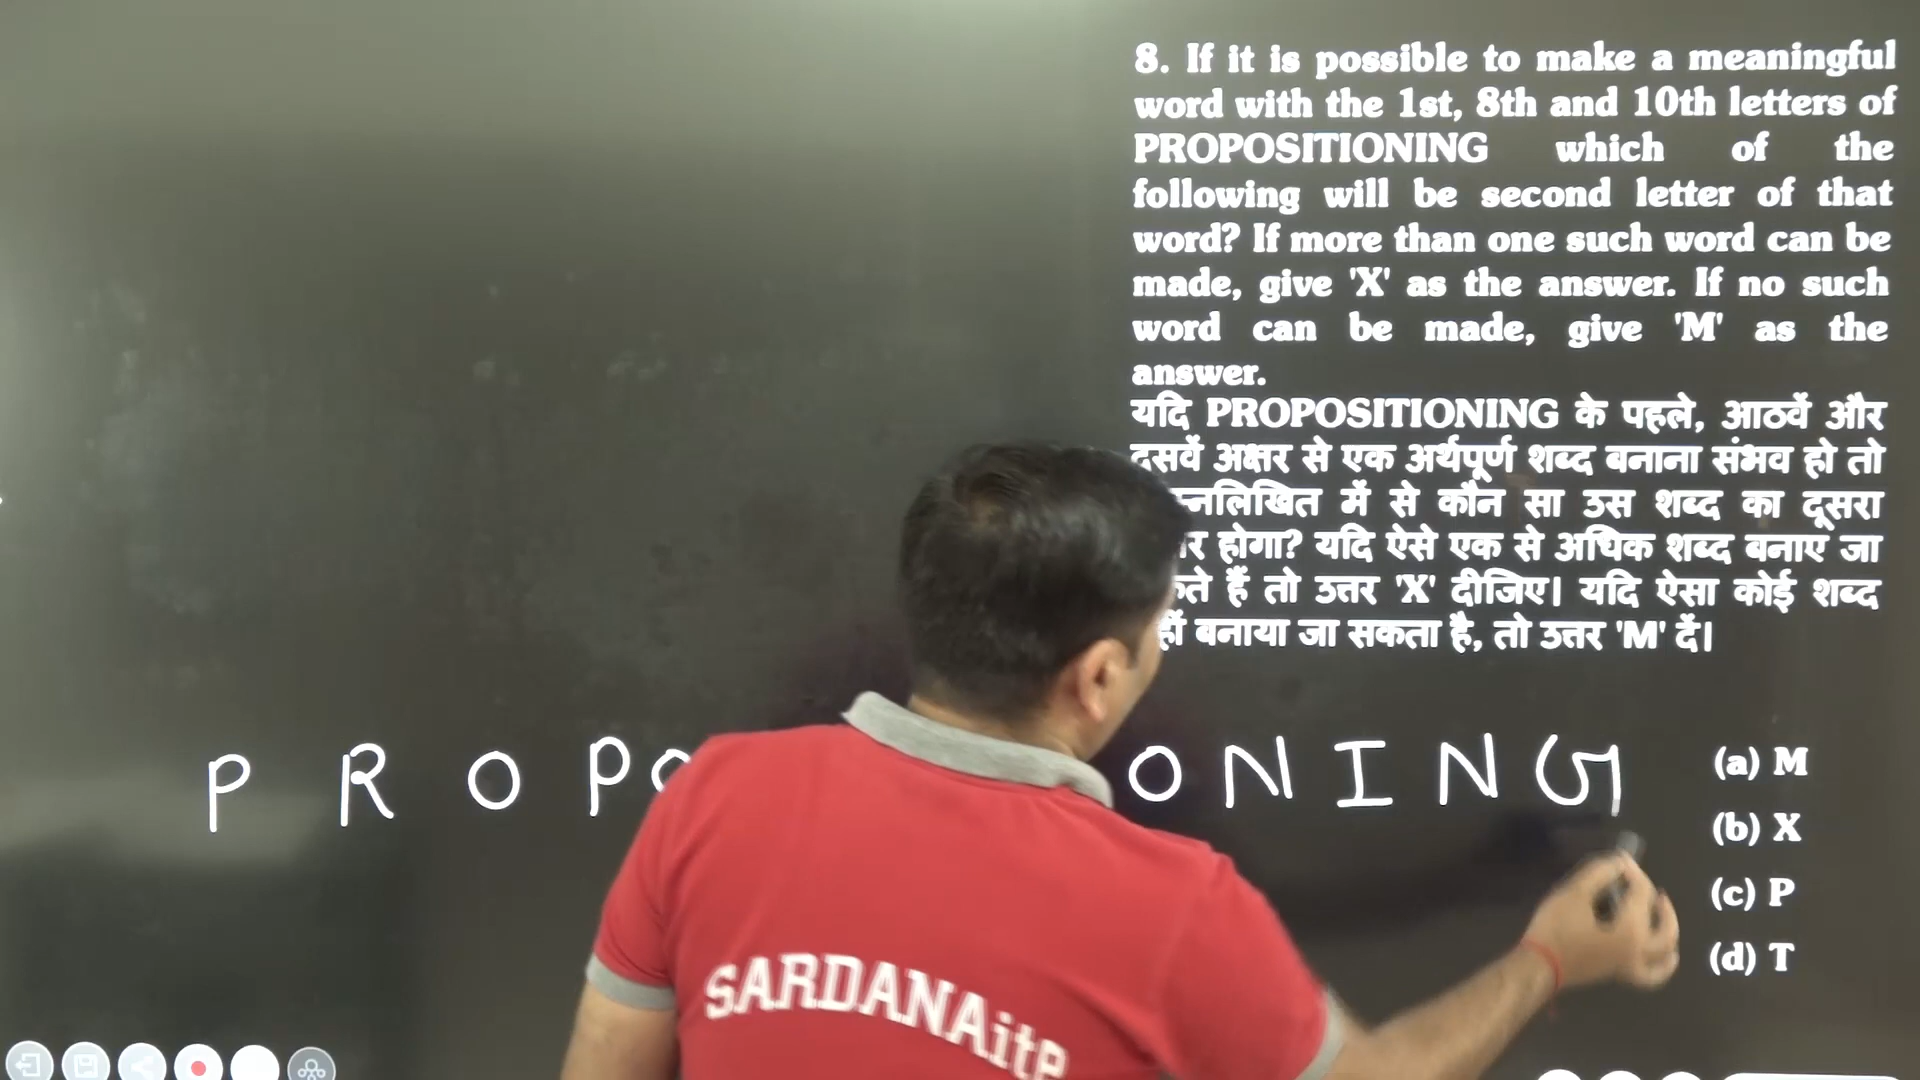 8. If it is possible to make a meaningful
word with the 1st, 8th and 10th letters of
PROPOSITIONING which of the
following will be second letter of that
word? If more than one such word can be
made, give 'X' as the answer. If no such
word can be made, give 'M' as the
answer.
यदि PROPOSITIONING के पहले, आठवें और
दसवें अक्षर से एक अर्थपूर्ण शब्द बनाना संभव हो तो
में से कौन सा उस शब्द का दूसरा
होगा? यदि ऐसे एक से अधिक शब्द बनाए जा
हैं तो उत्तर 'X' दीजिए। यदि ऐसा कोई शब्द
बनाया जा सकता है, तो उत्तर 'M' दें।
P R O P O O N I N G
(a) M
(b) X
(c) P
(d) T
SARDANAite